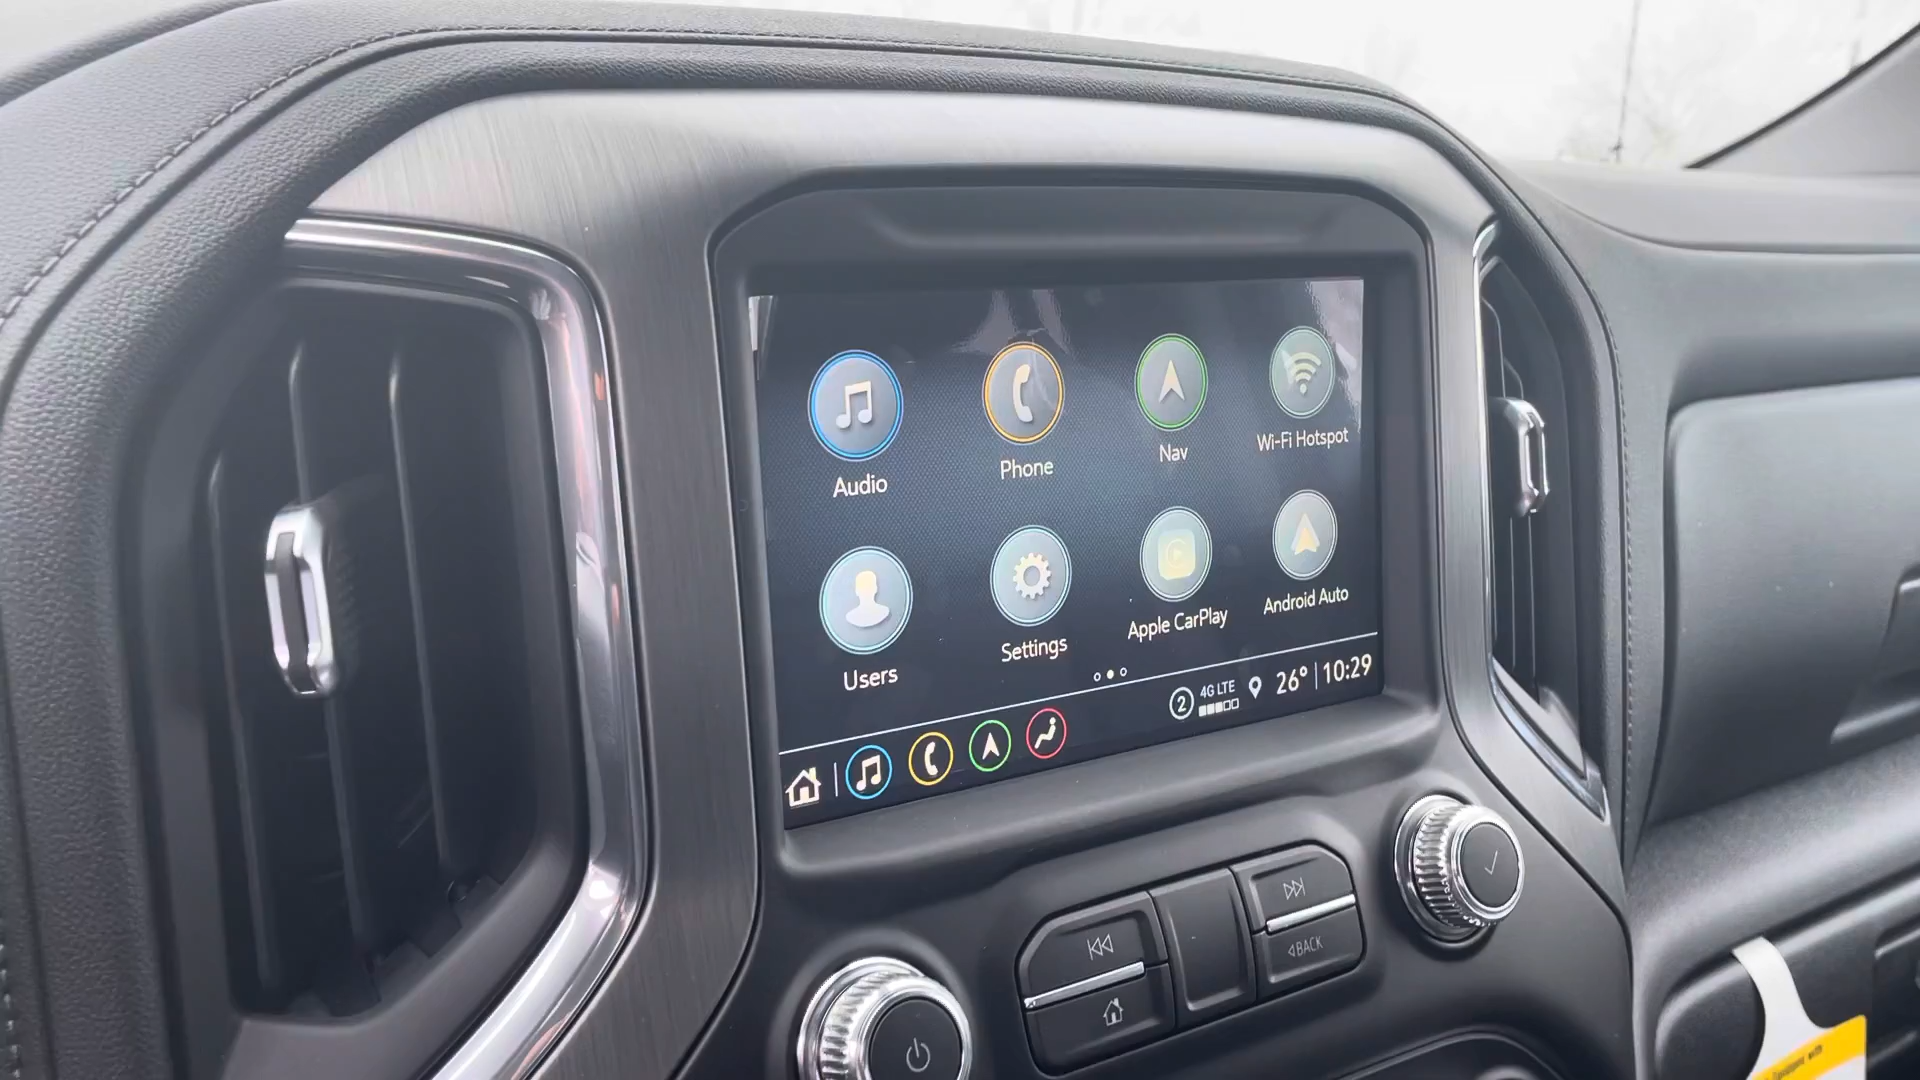 Audio
Phone
Nav
Wi-Fi Hotspot
Users
Settings
Apple CarPlay
Android Auto
2
4G LTE
26°
10:29
BACK